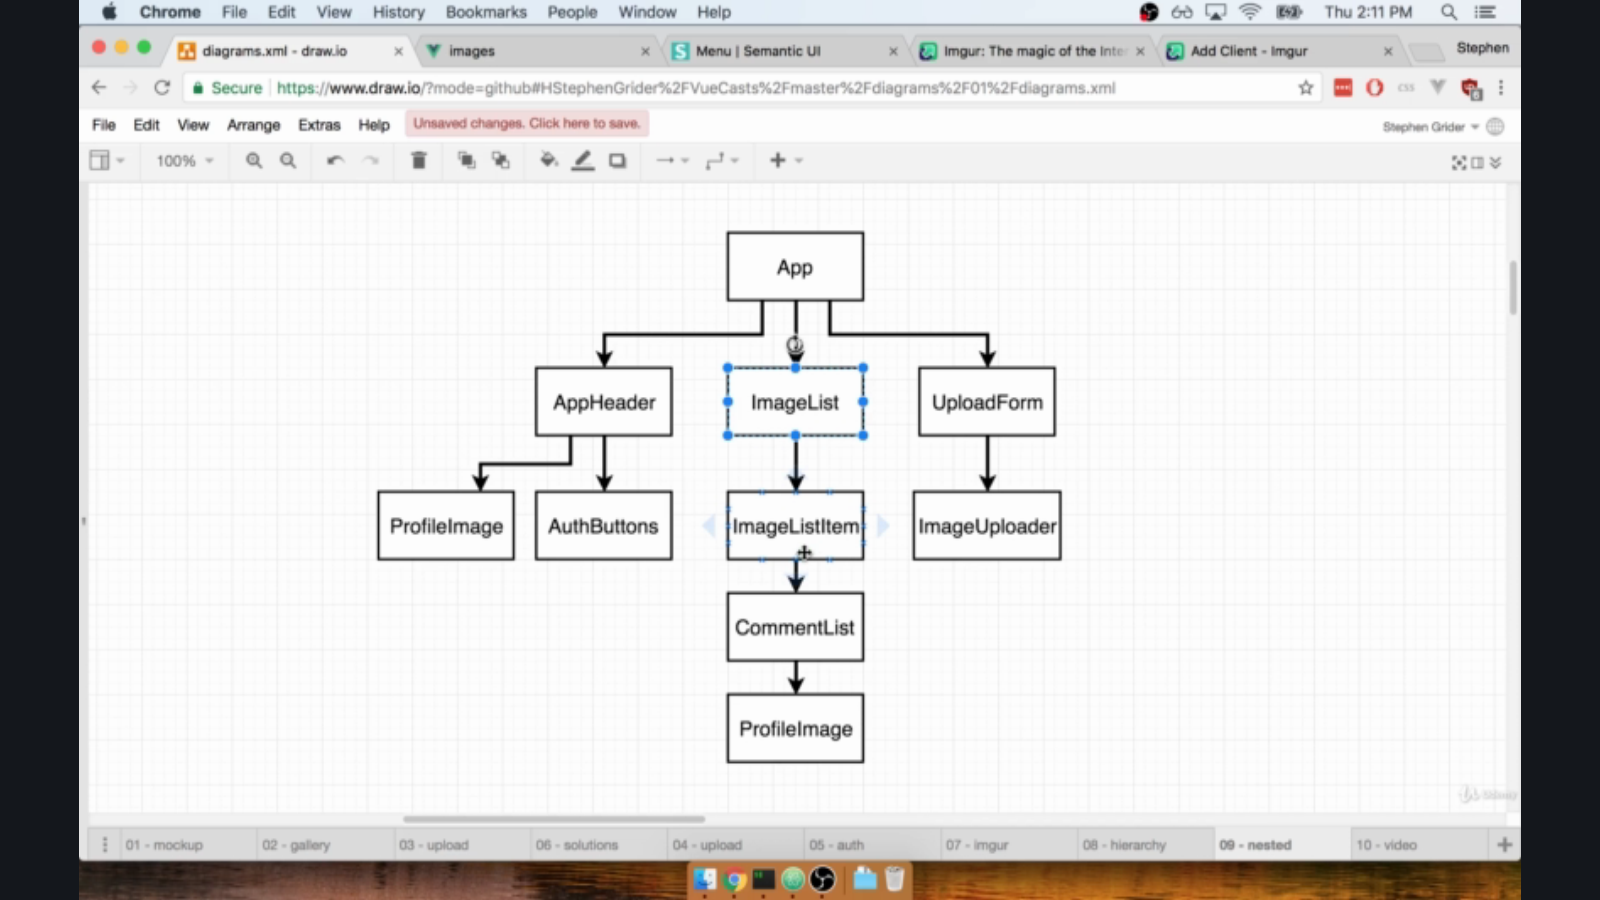 Chrome File Edit View History Bookmarks People Window Help Thu 2:11 PM
diagrams.xml - draw.io images Menu | Semantic UI Imgur: The magic of the Inter Add Client - Imgur Stephen
Secure https://www.draw.io/?mode=github#HStephenGrider%2FVueCasts%2Fmaster%2Fdiagrams%2F01%2Fdiagrams.xml
File Edit View Arrange Extras Help Unsaved changes. Click here to save. Stephen Grider
100%
App
AppHeader ImageList UploadForm
ProfileImage AuthButtons ImageListItem ImageUploader
CommentList
ProfileImage
Udemy
01 - mockup 02 - gallery 03 - upload 06 - solutions 04 - upload 05 - auth 07 - imgur 08 - hierarchy 09 - nested 10 - video